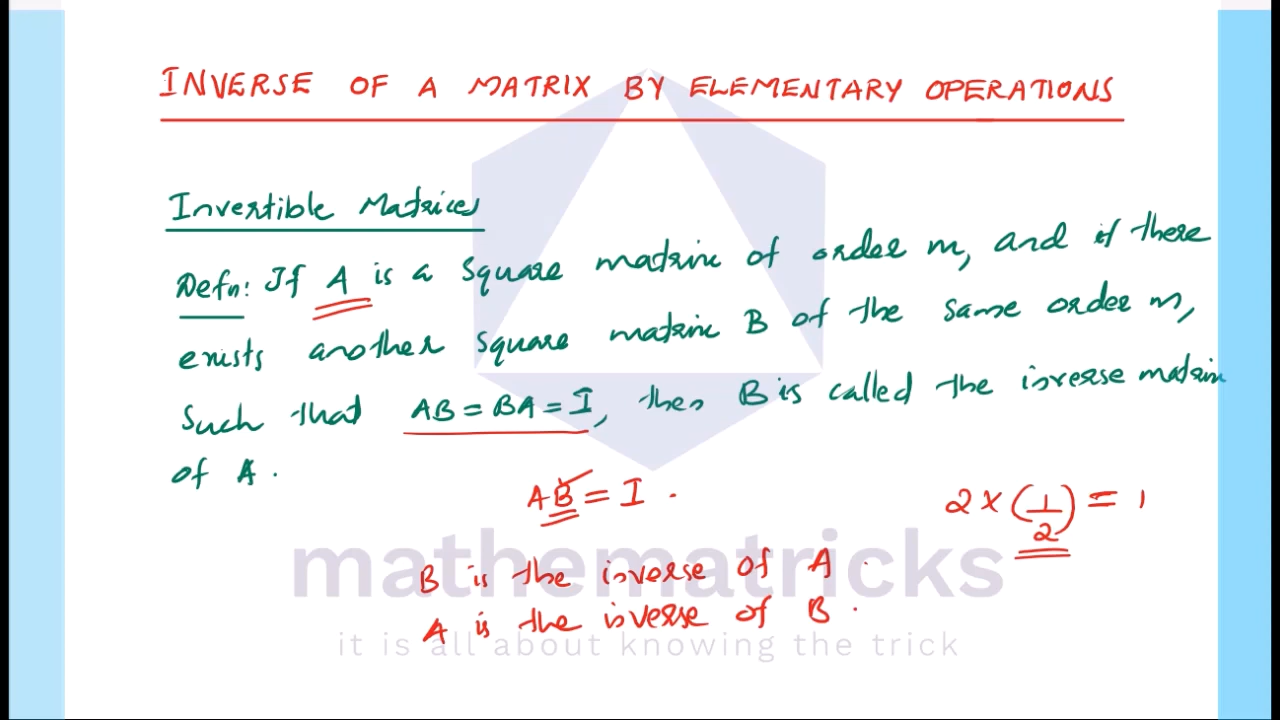 INVERSE OF A MATRIX BY ELEMENTARY OPERATIONS
Invertible Matrices
Defn: If A is a square matrix of order m, and if there
exists another square matrix B of the same order m,
such that AB = BA = I, then B is called the inverse matrix
of A.
AB = I. 2 × (1/2) = 1
mathematricks
B is the inverse of A.
A is the inverse of B.
it is all about knowing the trick